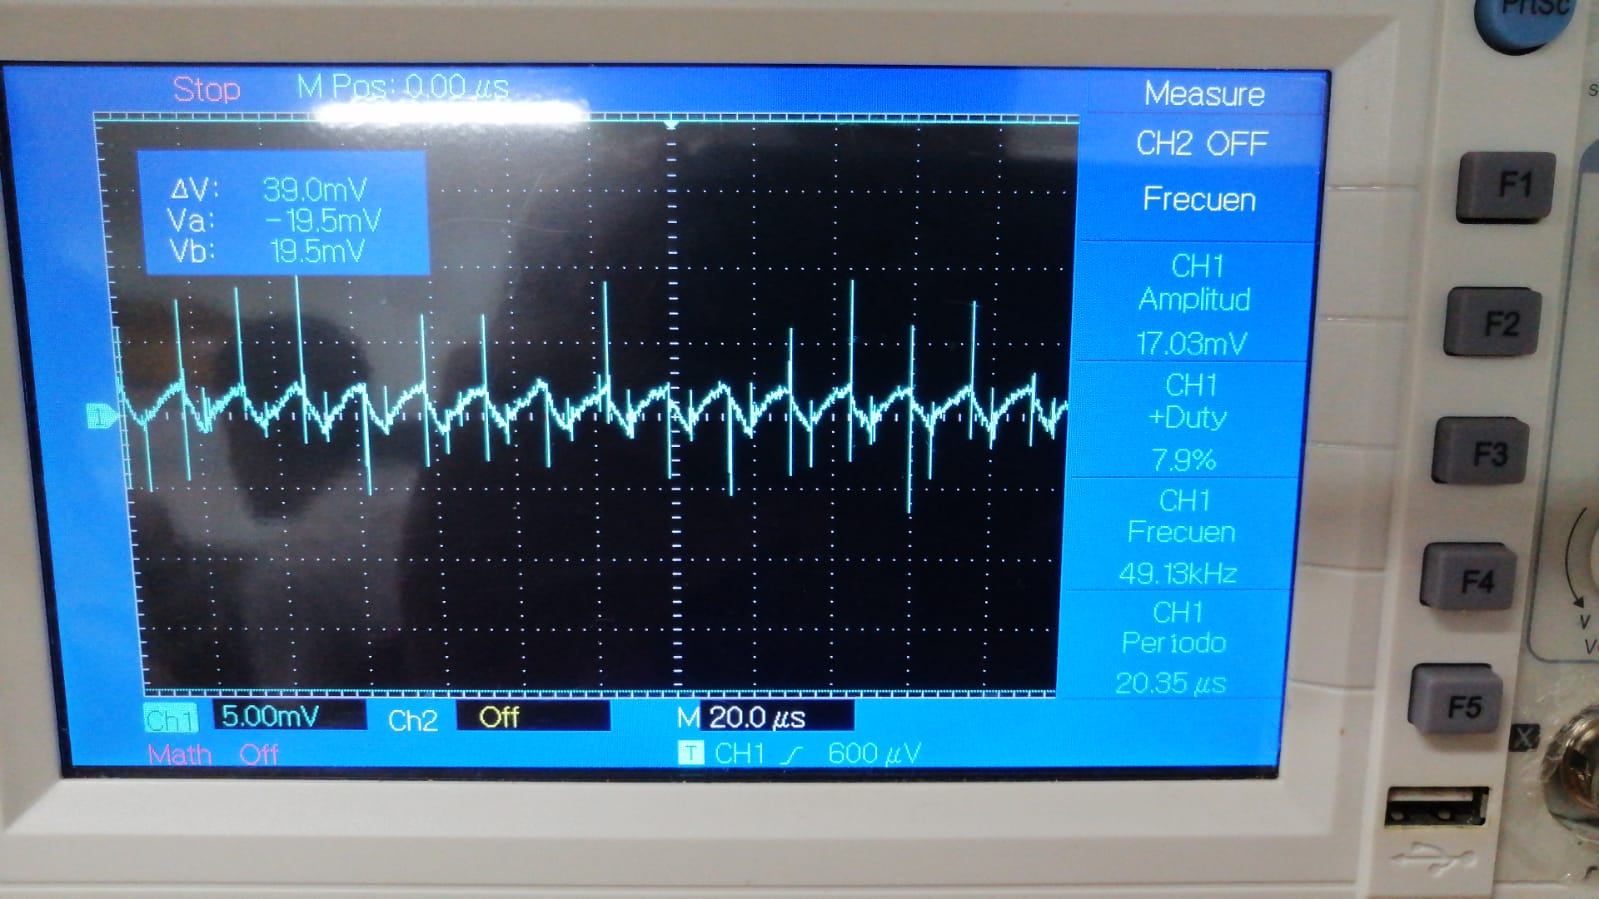 PrtSc
Stop M Pos: 0.00 μs Measure
CH2 OFF
Frecuen
ΔV: 39.0mV
Va: -19.5mV
Vb: 19.5mV
CH1
Amplitud
17.03mV
CH1
+Duty
7.9%
CH1
Frecuen
49.13kHz
CH1
Período
20.35 μs
Ch1 5.00mV Ch2 Off M 20.0 μs
Math Off T CH1 600 μV
F1
F2
F3
F4
F5
X